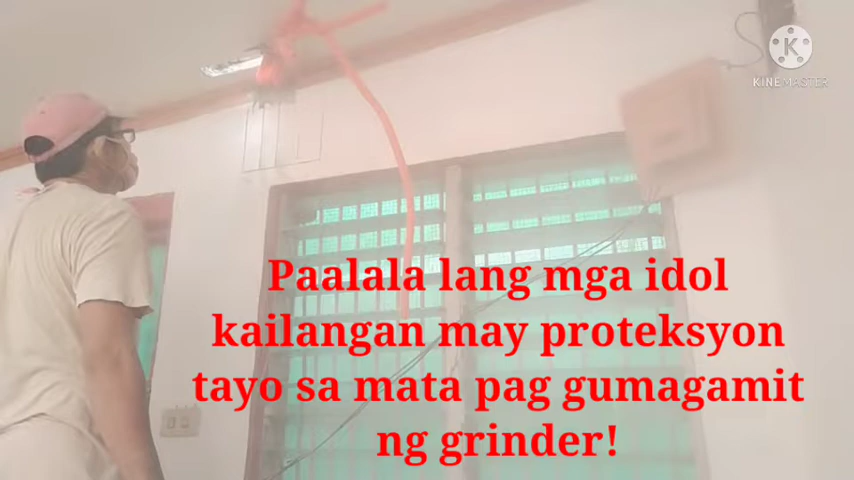 K
KINEMASTER
Paalala lang mga idol
kailangan may proteksyon
tayo sa mata pag gumagamit
ng grinder!